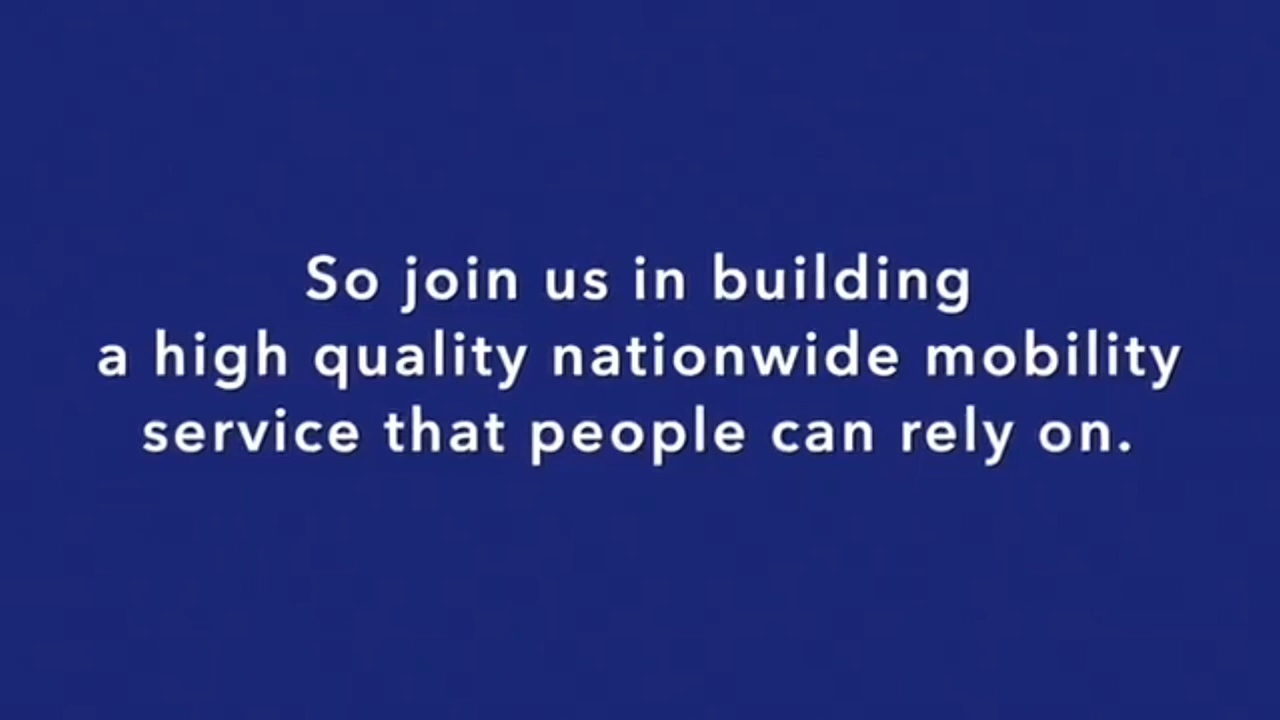 So join us in building
a high quality nationwide mobility
service that people can rely on.